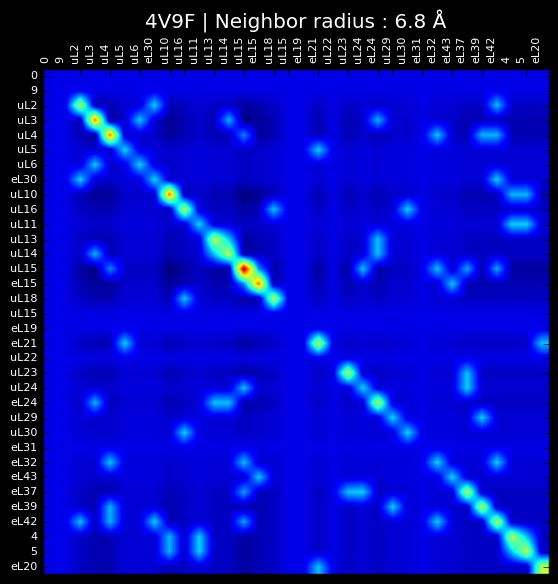 4V9F | Neighbor radius : 6.8 Å
0 9 uL2 uL3 uL4 uL5 uL6 eL30 uL10 uL16 uL11 uL13 uL14 uL15 eL15 uL18 uL15 eL19 eL21 uL22 uL23 uL24 eL24 uL29 uL30 eL31 eL32 eL43 eL37 eL39 eL42 4 5 eL20
0
9
uL2
uL3
uL4
uL5
uL6
eL30
uL10
uL16
uL11
uL13
uL14
uL15
eL15
uL18
uL15
eL19
eL21
uL22
uL23
uL24
eL24
uL29
uL30
eL31
eL32
eL43
eL37
eL39
eL42
4
5
eL20